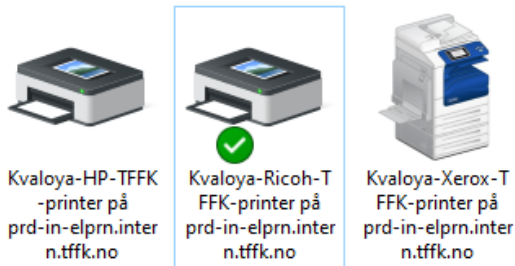 Kvaloya-HP-TFFK
-printer på
prd-in-elprn.inter
n.tffk.no
Kvaloya-Ricoh-T
FFK-printer på
prd-in-elprn.inter
n.tffk.no
Kvaloya-Xerox-T
FFK-printer på
prd-in-elprn.inter
n.tffk.no